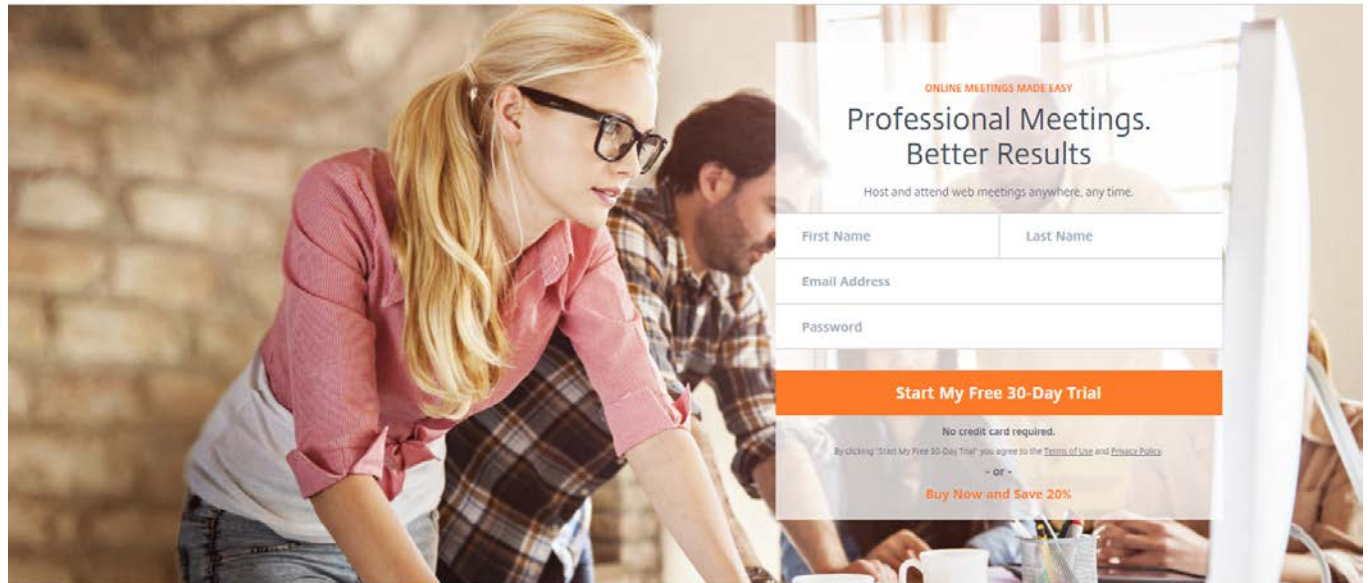 ONLINE MEETINGS MADE EASY
Professional Meetings.
Better Results
Host and attend web meetings anywhere, any time.
First Name Last Name
Email Address
Password
Start My Free 30-Day Trial
No credit card required.
By clicking "Start My Free 30-Day Trial" you agree to the Terms of Use and Privacy Policy.
- or -
Buy Now and Save 20%